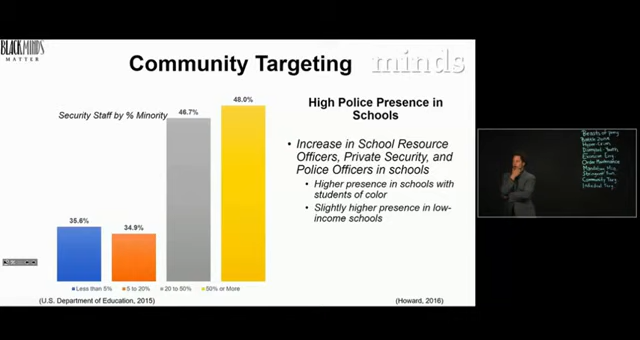 BLACKMINDS
MATTER
Community Targeting
minds
Security Staff by % Minority
35.6%
34.9%
46.7%
48.0%
Less than 5%
5 to 20%
20 to 50%
50% or More
(U.S. Department of Education, 2015)
High Police Presence in
Schools
• Increase in School Resource
Officers, Private Security, and
Police Officers in schools
• Higher presence in schools with
students of color
• Slightly higher presence in low-
income schools
(Howard, 2016)
Community Targ